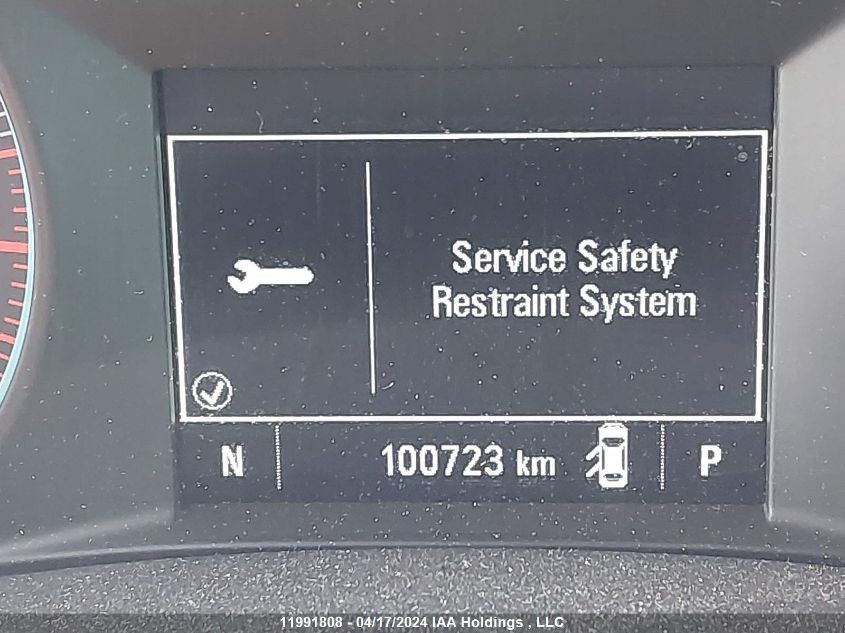 Service Safety
Restraint System
N 100723 km P
11991808 - 04/17/2024 IAA Holdings , LLC